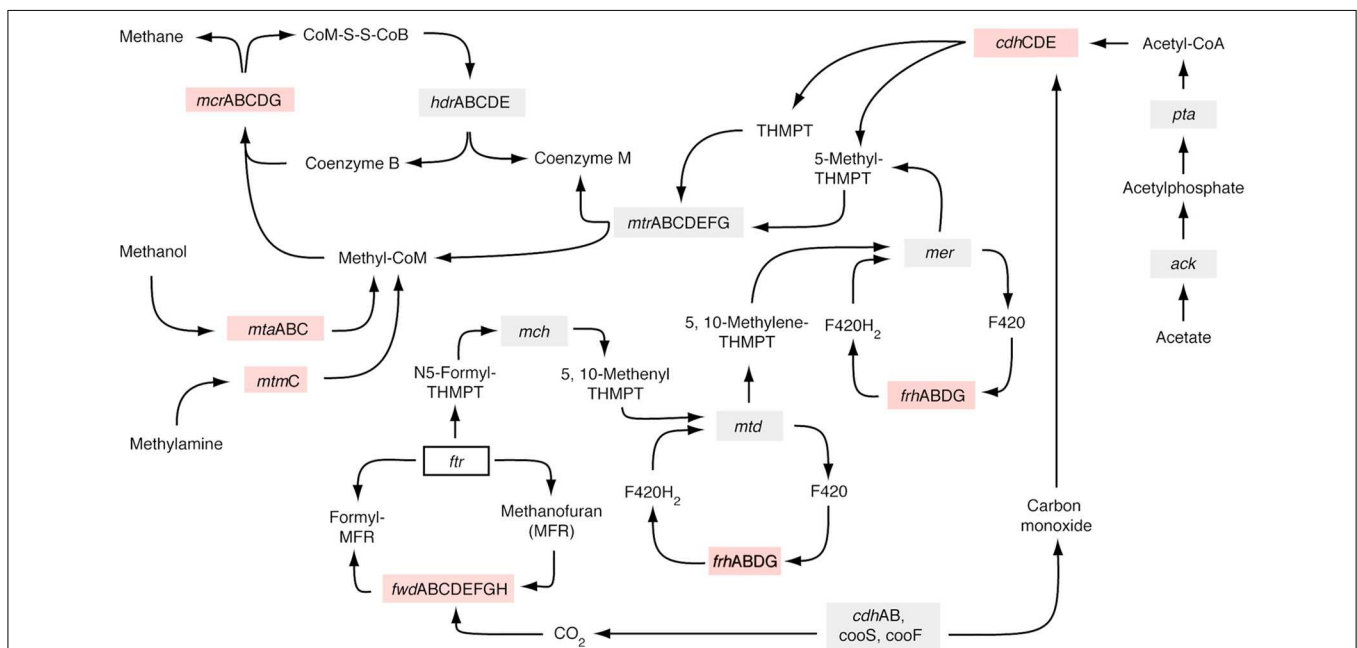 Methane
CoM-S-S-CoB
cdhCDE
Acetyl-CoA
mcrABCDG
hdrABCDE
pta
THMPT
Coenzyme B
Coenzyme M
5-Methyl-
THMPT
Acetylphosphate
mtrABCDEFG
Methanol
Methyl-CoM
mer
ack
mtaABC
mch
5, 10-Methylene-
THMPT
F420H2
F420
Acetate
mtmC
N5-Formyl-
THMPT
5, 10-Methenyl
THMPT
frhABDG
Methylamine
mtd
ftr
F420H2
F420
Formyl-
MFR
Methanofuran
(MFR)
Carbon
monoxide
frhABDG
fwdABCDEFGH
CO2
cdhAB,
cooS, cooF